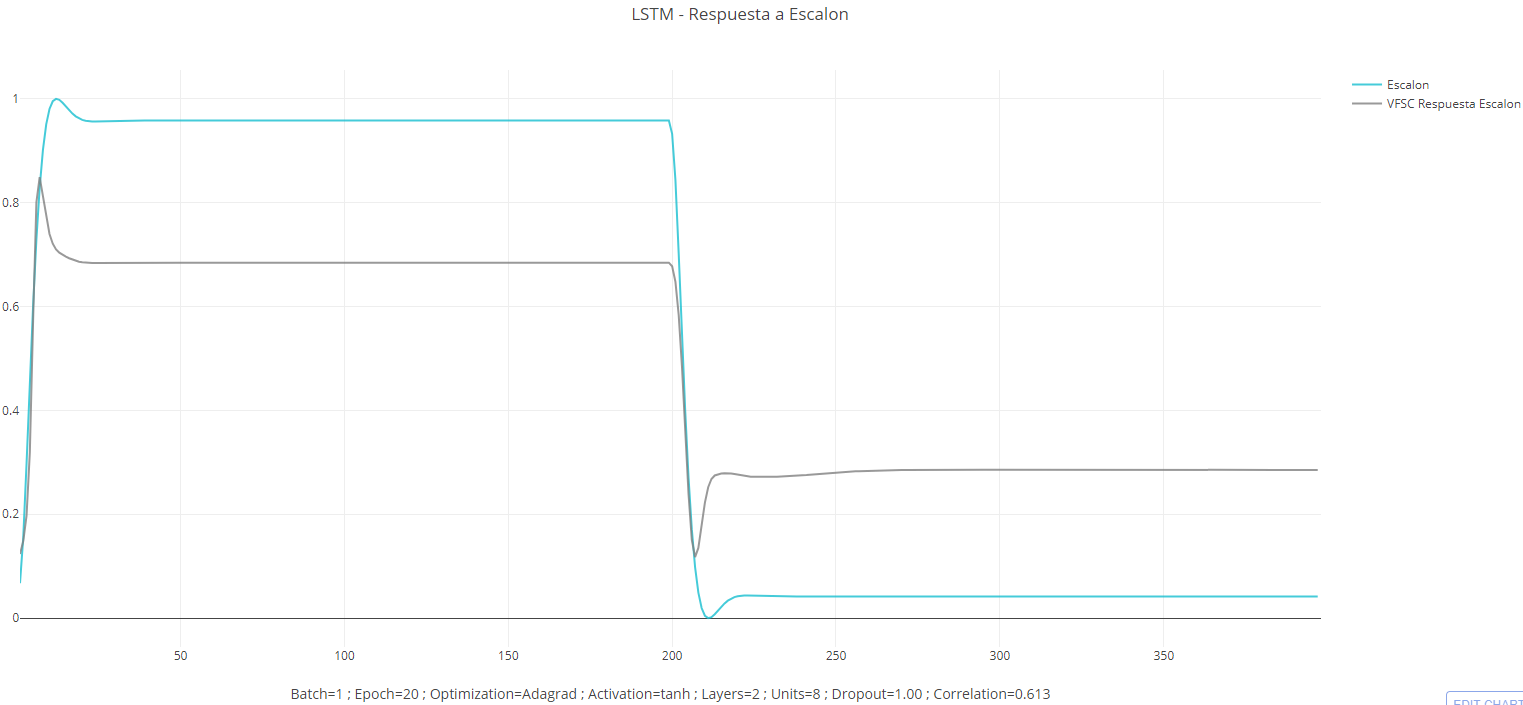 LSTM - Respuesta a Escalon
Escalon
VFSC Respuesta Escalon
1
0.8
0.6
0.4
0.2
0
50 100 150 200 250 300 350
Batch=1 ; Epoch=20 ; Optimization=Adagrad ; Activation=tanh ; Layers=2 ; Units=8 ; Dropout=1.00 ; Correlation=0.613
EDIT CHART